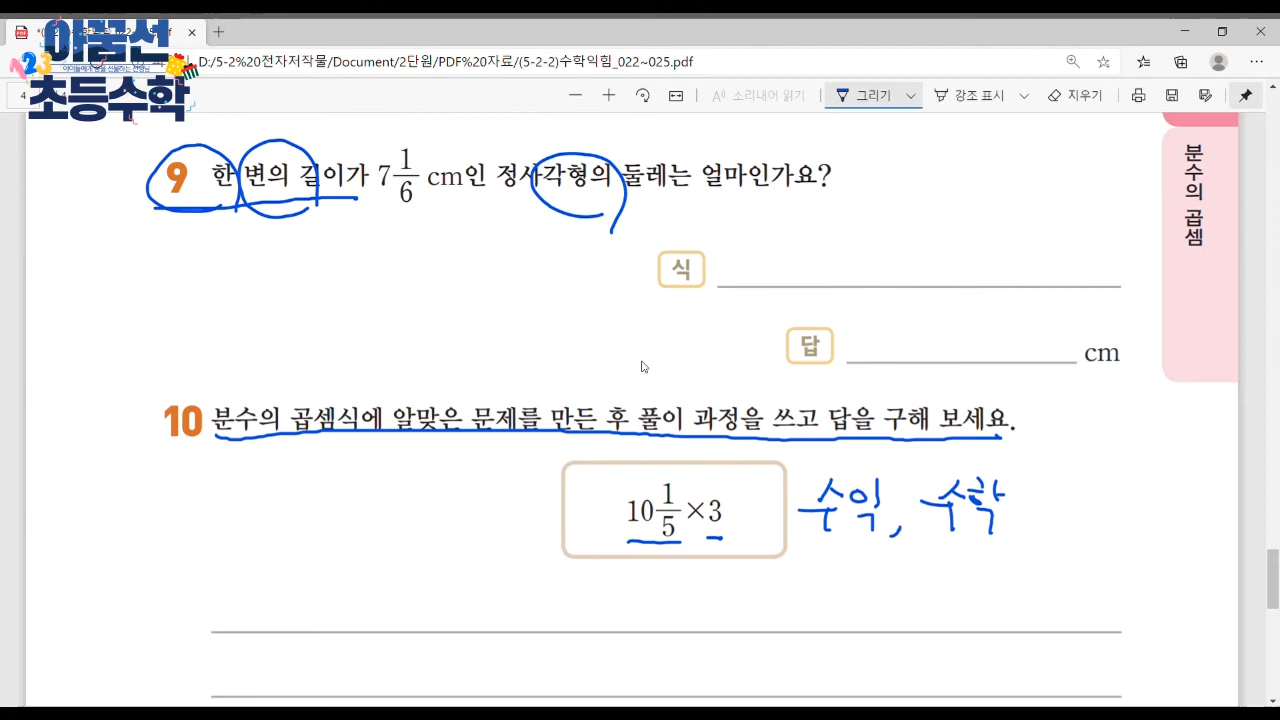 이꿀선
123
초등수학
D:/5-2%20전자저작물/Document/2단원/PDF%20자료/(5-2_2)수학익힘_022~025.pdf
4
소리내어 읽기
그리기
강조 표시
지우기
분수의 곱셈
9 한 변의 길이가 7 1/6 cm인 정사각형의 둘레는 얼마인가요?
식
답 cm
10 분수의 곱셈식에 알맞은 문제를 만든 후 풀이 과정을 쓰고 답을 구해 보세요.
10 1/5 × 3 수익, 수학